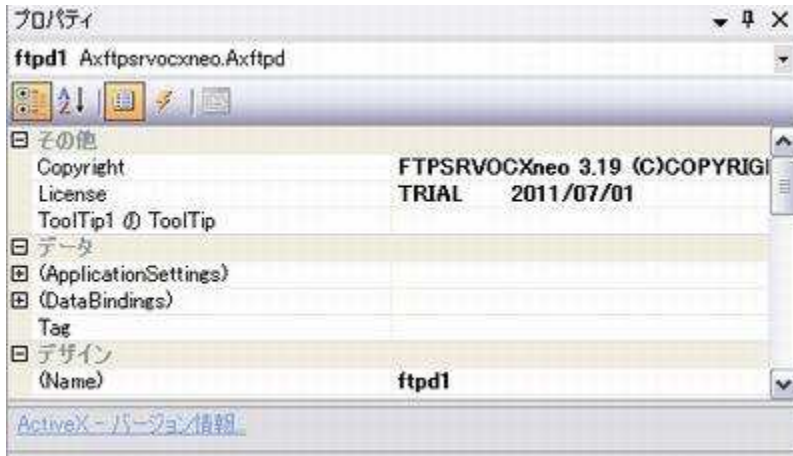 プロパティ
ftpd1 Axftpsrvocxneo.Axftpd
その他
Copyright FTPSRVOCXneo 3.19 (C)COPYRIG
License TRIAL 2011/07/01
ToolTip1 の ToolTip
データ
(ApplicationSettings)
(DataBindings)
Tag
デザイン
(Name) ftpd1
ActiveX - バージョン情報...